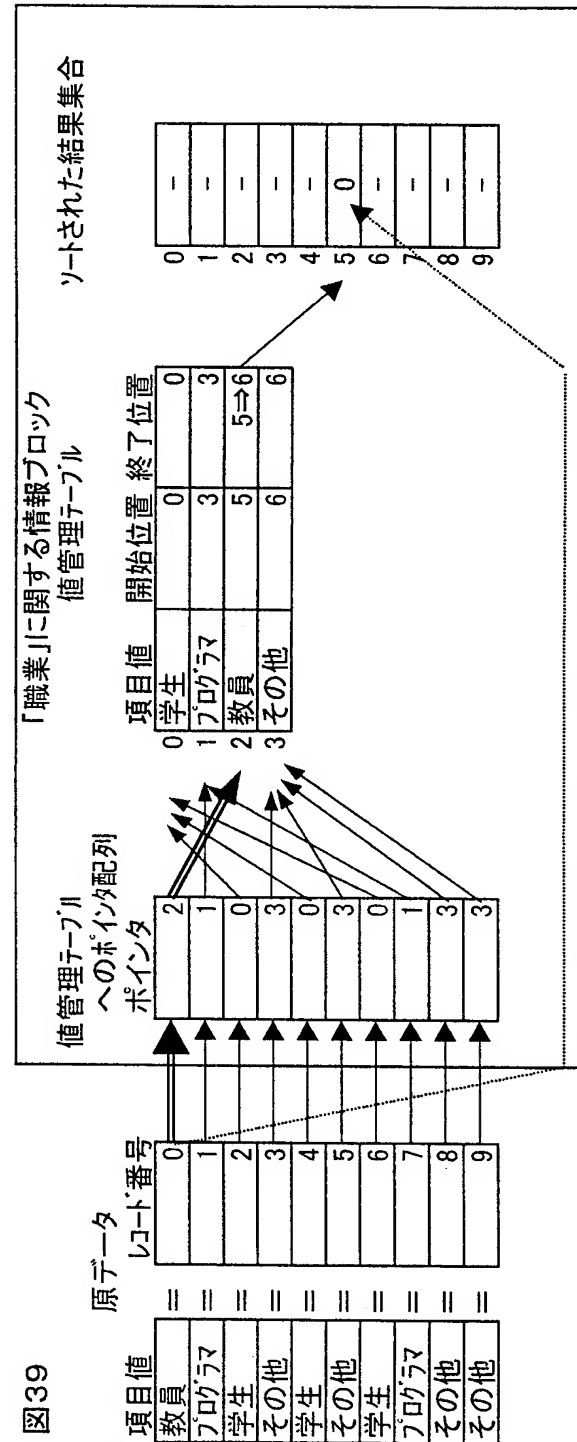 図39
「職業」に関する情報ブロック
原データ
値管理テーブル
へのポインタ配列
値管理テーブル
ソートされた結果集合
項目値 レコード番号 ポインタ
教員 = 0 2
プログラマ = 1 1
学生 = 2 0
その他 = 3 3
学生 = 4 0
その他 = 5 3
学生 = 6 0
プログラマ = 7 1
その他 = 8 3
その他 = 9 3
項目値 開始位置 終了位置
0 学生 0 0
1 プログラマ 3 3
2 教員 5 5⇒6
3 その他 6 6
0 -
1 -
2 -
3 -
4 -
5 0
6 -
7 -
8 -
9 -